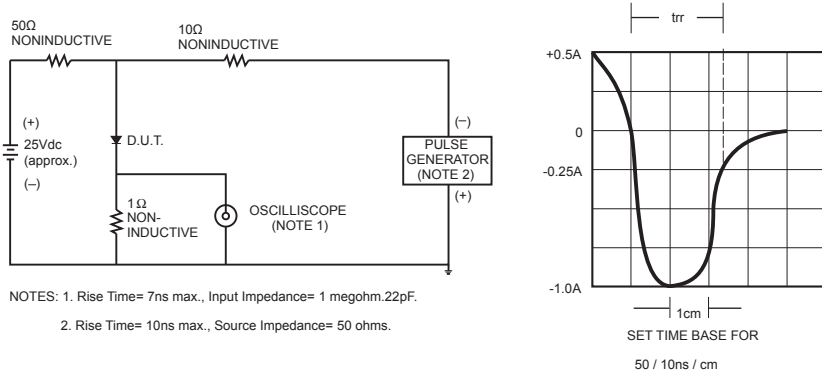 50Ω
NONINDUCTIVE
10Ω
NONINDUCTIVE
(+)
25Vdc
(approx.)
(–)
D.U.T.
1Ω
NON-
INDUCTIVE
OSCILLISCOPE
(NOTE 1)
(–)
PULSE
GENERATOR
(NOTE 2)
(+)
NOTES: 1. Rise Time= 7ns max., Input Impedance= 1 megohm.22pF.
2. Rise Time= 10ns max., Source Impedance= 50 ohms.
trr
+0.5A
0
-0.25A
-1.0A
1cm
SET TIME BASE FOR
50 / 10ns / cm